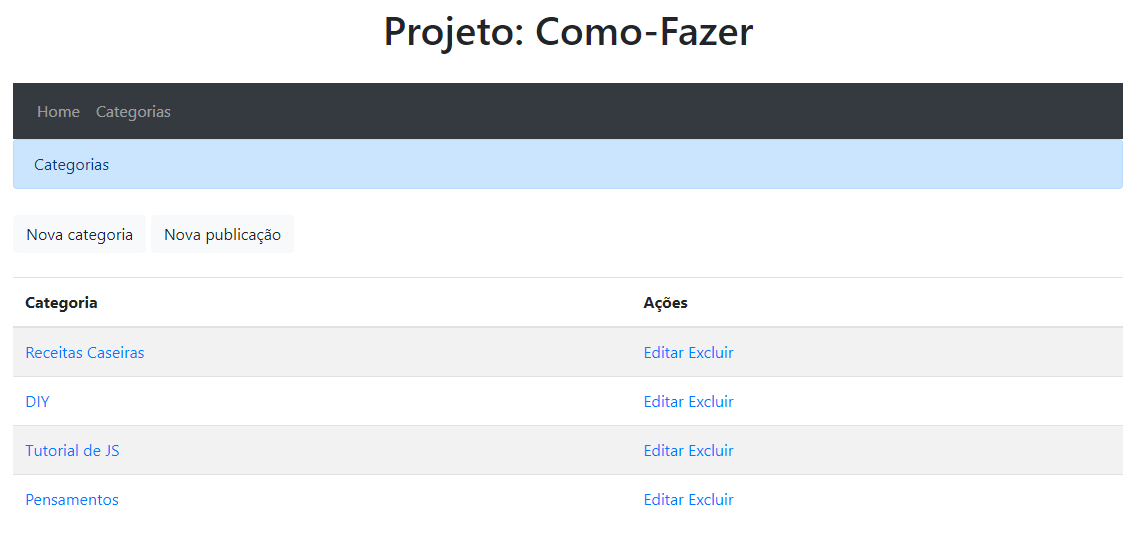 Projeto: Como-Fazer
Home Categorias
Categorias
Nova categoria Nova publicação
Categoria Ações
Receitas Caseiras Editar Excluir
DIY Editar Excluir
Tutorial de JS Editar Excluir
Pensamentos Editar Excluir